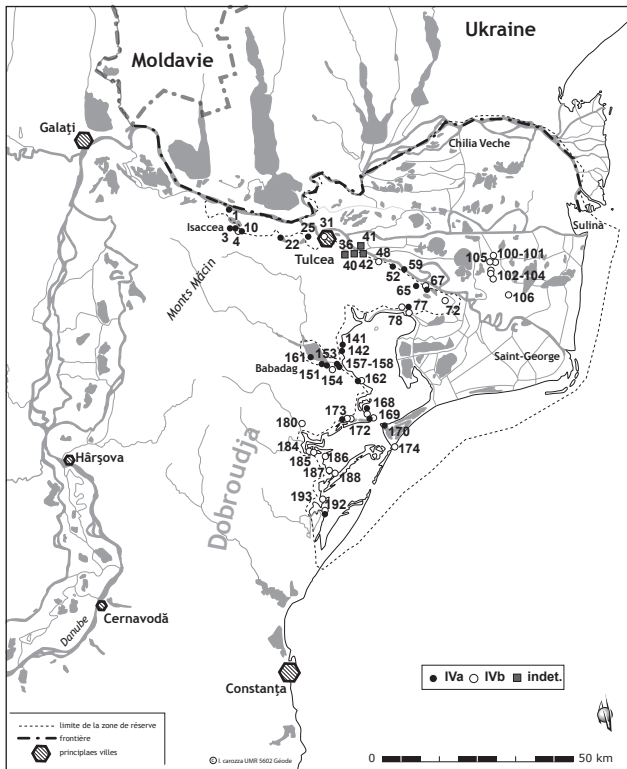 Ukraine
Moldavie
Galați
Chilia Veche
Sulina
1
Isaccea
3
4
10
22
25
31
Tulcea
36
40
41
42
48
52
59
65
67
72
77
78
100-101
105
102-104
106
Monts Măcin
Saint-George
141
142
161
153
Babadag
151
154
157-158
162
168
173
169
172
170
174
180
184
185
186
187
188
193
192
Hârşova
Dobroudja
Danube
Cernavodă
Constanţa
IVa IVb indet.
limite de la zone de réserve
frontière
principlaes villes
© l. carozza UMR 5602 Géode
0 50 km